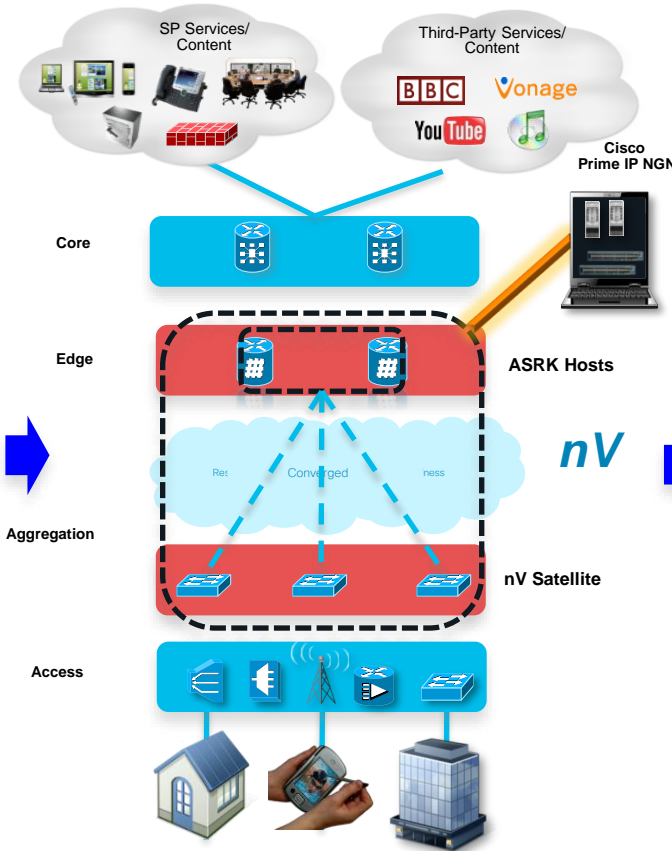 SP Services/
Content
Third-Party Services/
Content
BBC
Vonage
YouTube
Cisco
Prime IP NGN
Core
Edge
ASRK Hosts
Converged
nV
Aggregation
nV Satellite
Access